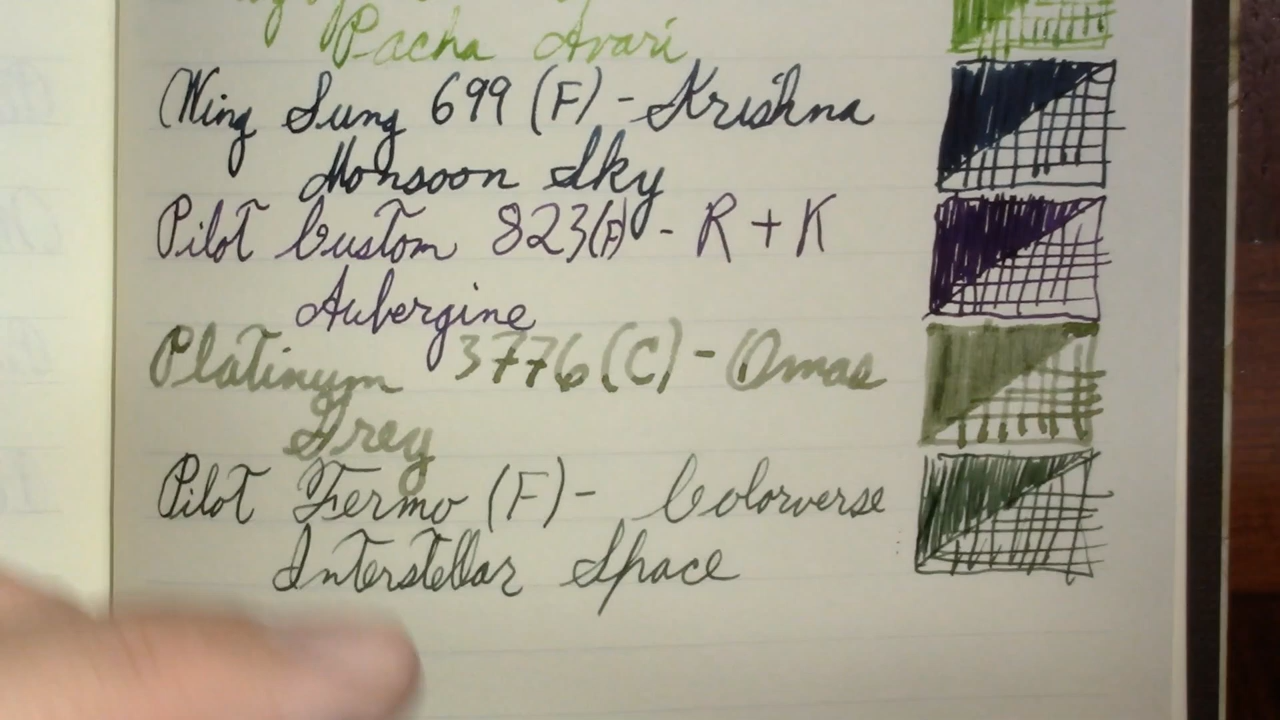 Pacha Avari
Wing Sung 699 (F) - Krishna
Monsoon Sky
Pilot Custom 823(F) - R + K
Aubergine
Platinum 3776 (C) - Omas
Grey
Pilot Fermo (F) - Colorverse
Interstellar Space